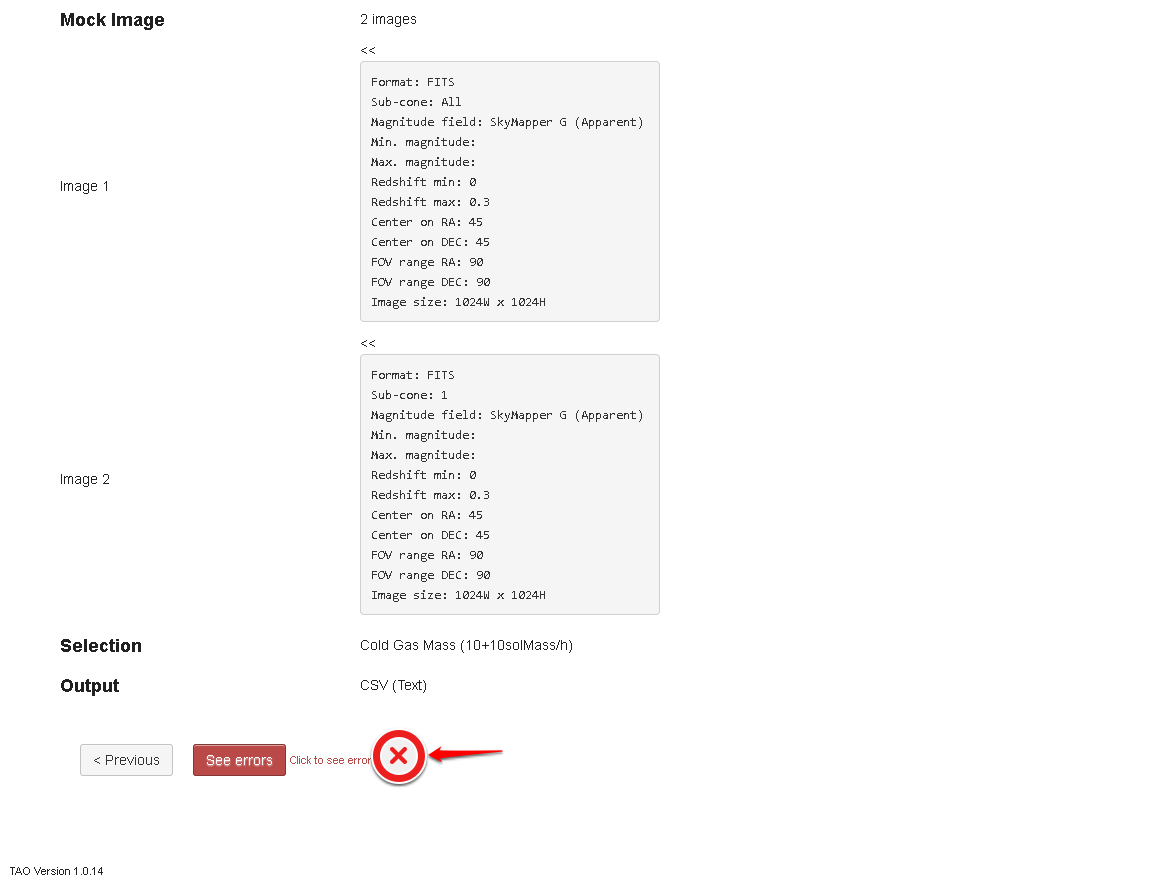 Mock Image
2 images
<<
Format: FITS
Sub-cone: All
Magnitude field: SkyMapper G (Apparent)
Min. magnitude:
Max. magnitude:
Image 1
Redshift min: 0
Redshift max: 0.3
Center on RA: 45
Center on DEC: 45
FOV range RA: 90
FOV range DEC: 90
Image size: 1024W x 1024H
<<
Format: FITS
Sub-cone: 1
Magnitude field: SkyMapper G (Apparent)
Min. magnitude:
Max. magnitude:
Image 2
Redshift min: 0
Redshift max: 0.3
Center on RA: 45
Center on DEC: 45
FOV range RA: 90
FOV range DEC: 90
Image size: 1024W x 1024H
Selection
Cold Gas Mass (10+10solMass/h)
Output
CSV (Text)
< Previous
See errors
Click to see error
TAO Version 1.0.14